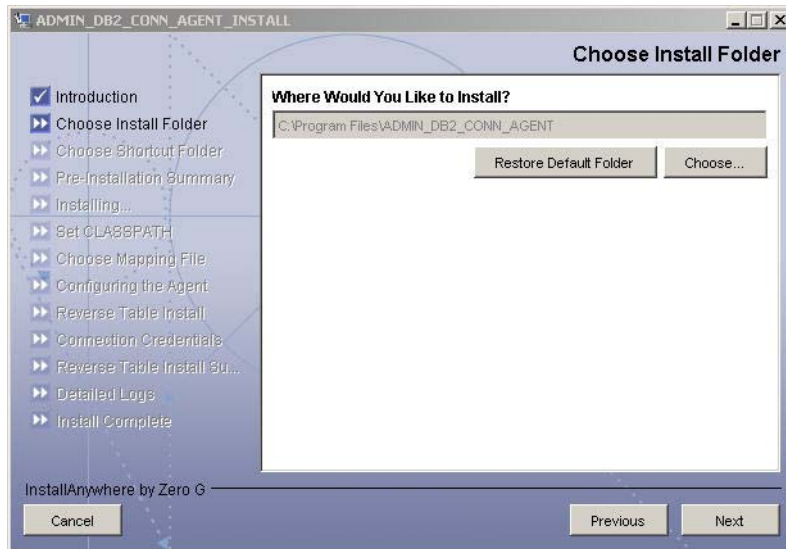 ADMIN_DB2_CONN_AGENT_INSTALL
Choose Install Folder
Introduction
Choose Install Folder
Choose Shortcut Folder
Pre-Installation Summary
Installing...
Set CLASSPATH
Choose Mapping File
Configuring the Agent
Reverse Table Install
Connection Credentials
Reverse Table Install Su...
Detailed Logs
Install Complete
Where Would You Like to Install?
C:\Program Files\ADMIN_DB2_CONN_AGENT
Restore Default Folder
Choose...
InstallAnywhere by Zero G
Cancel
Previous
Next